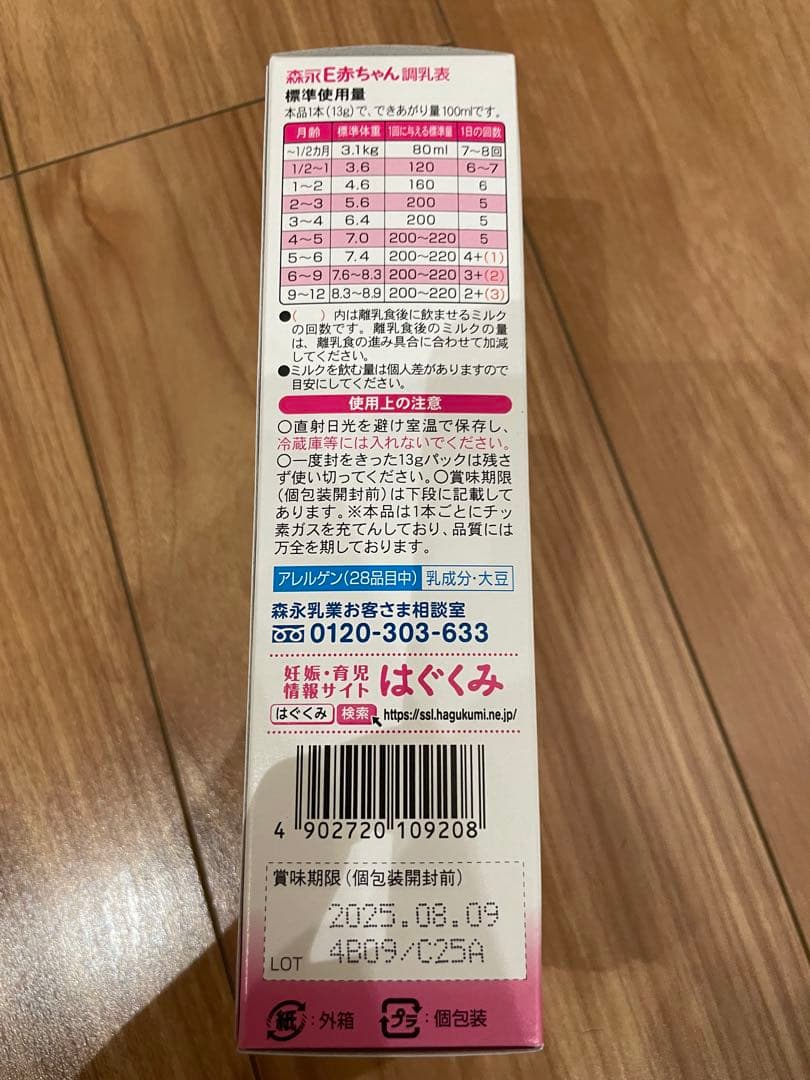 森永E赤ちゃん 調乳表
標準使用量
本品1本(13g)で、できあがり量100mlです。
月齢 標準体重 1回に与える標準量 1日の回数
~1/2カ月 3.1kg 80ml 7~8回
1/2~1 3.6 120 6~7
1~2 4.6 160 6
2~3 5.6 200 5
3~4 6.4 200 5
4~5 7.0 200~220 5
5~6 7.4 200~220 4+(1)
6~9 7.6~8.3 200~220 3+(2)
9~12 8.3~8.9 200~220 2+(3)
●( )内は離乳食後に飲ませるミルク
の回数です。離乳食後のミルクの量
は、離乳食の進み具合に合わせて加減
してください。
●ミルクを飲む量は個人差がありますので
目安にしてください。
使用上の注意
○直射日光を避け室温で保存し、
冷蔵庫等には入れないでください。
○一度封をきった13gパックは残さ
ず使い切ってください。○賞味期限
(個包装開封前)は下段に記載して
あります。※本品は1本ごとにチッ
素ガスを充てんしており、品質には
万全を期しております。
アレルゲン(28品目中) 乳成分・大豆
森永乳業お客さま相談室
0120-303-633
妊娠・育児
情報サイト はぐくみ
はぐくみ 検索 https://ssl.hagukumi.ne.jp/
4 902720 109208
賞味期限(個包装開封前)
2025.08.09
LOT 4B09/C25A
紙:外箱 プラ:個包装